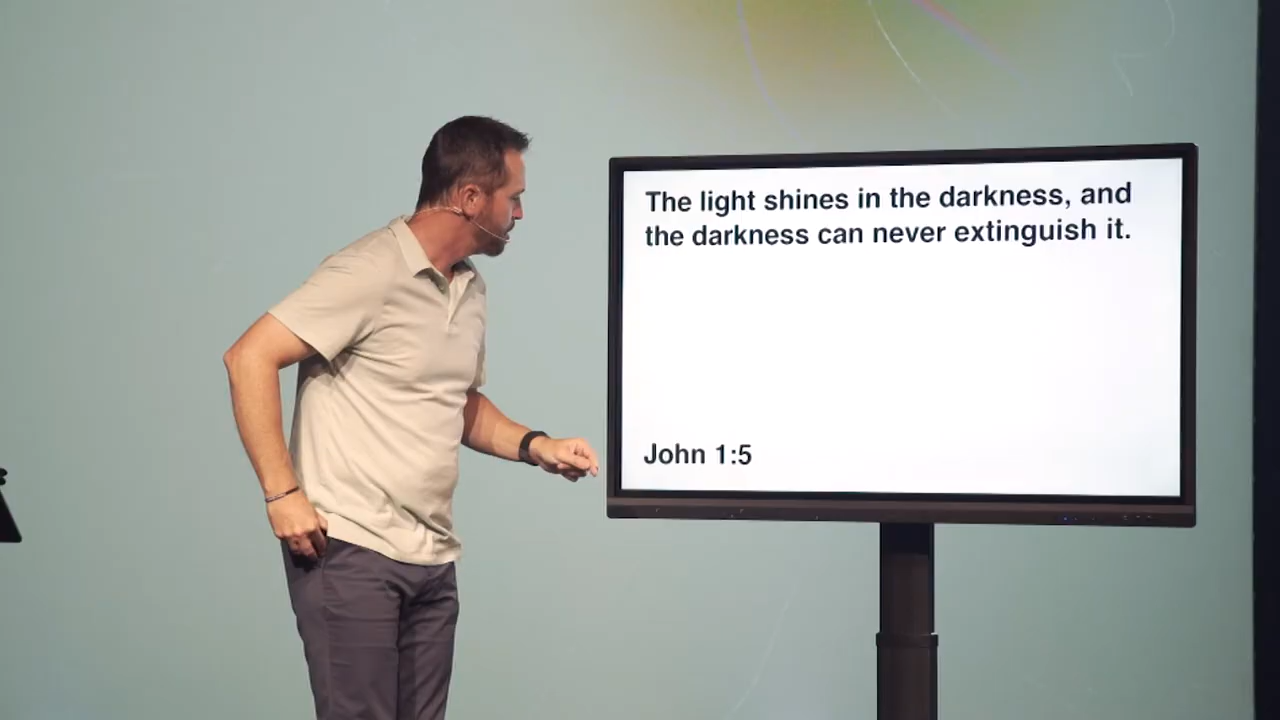 The light shines in the darkness, and
the darkness can never extinguish it.
John 1:5